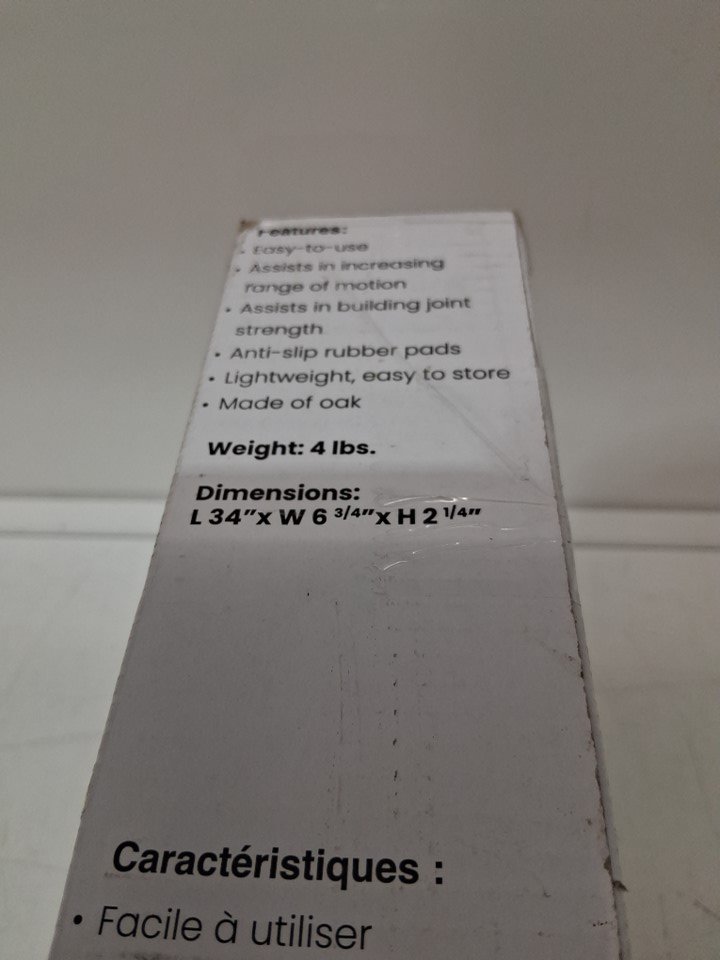 Features:
• Easy-to-use
• Assists in increasing
range of motion
• Assists in building joint
strength
• Anti-slip rubber pads
• Lightweight, easy to store
• Made of oak
Weight: 4 lbs.
Dimensions:
L 34"x W 6 3/4"x H 2 1/4"
Caractéristiques :
• Facile à utiliser